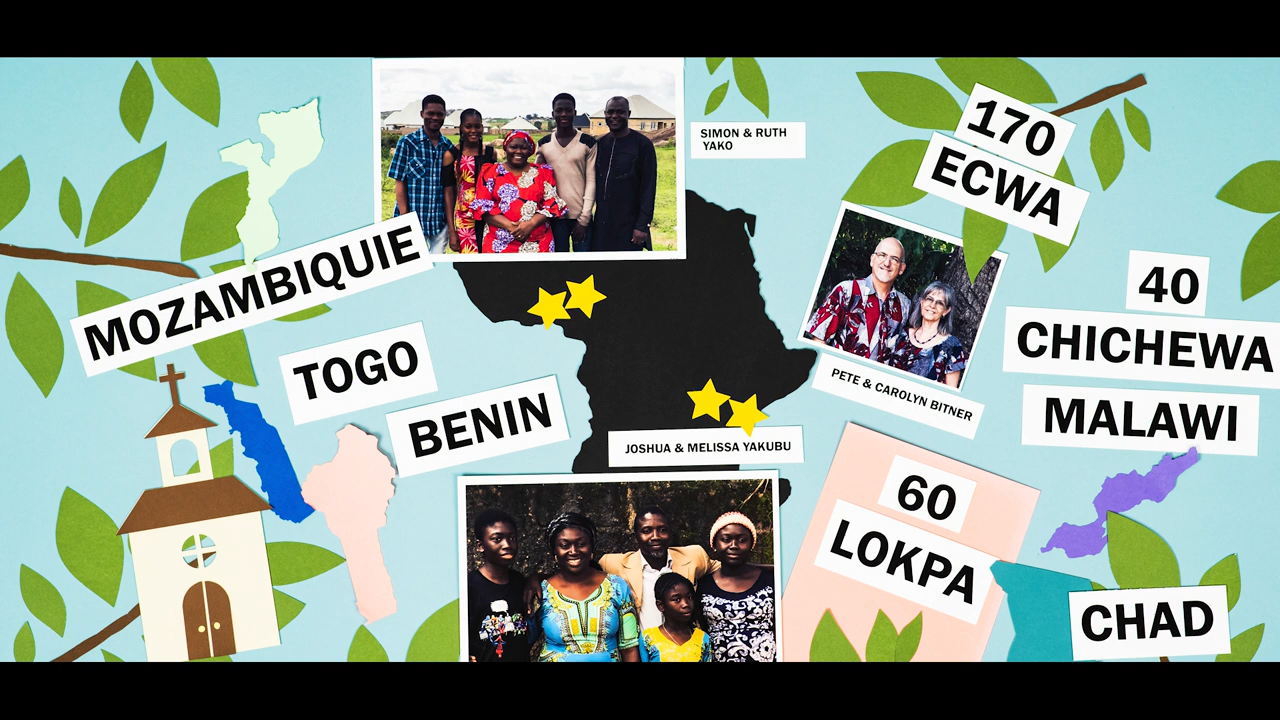 SIMON & RUTH
YAKO
170
ECWA
MOZAMBIQUIE
TOGO
BENIN
PETE & CAROLYN BITNER
40
CHICHEWA
MALAWI
JOSHUA & MELISSA YAKUBU
60
LOKPA
CHAD